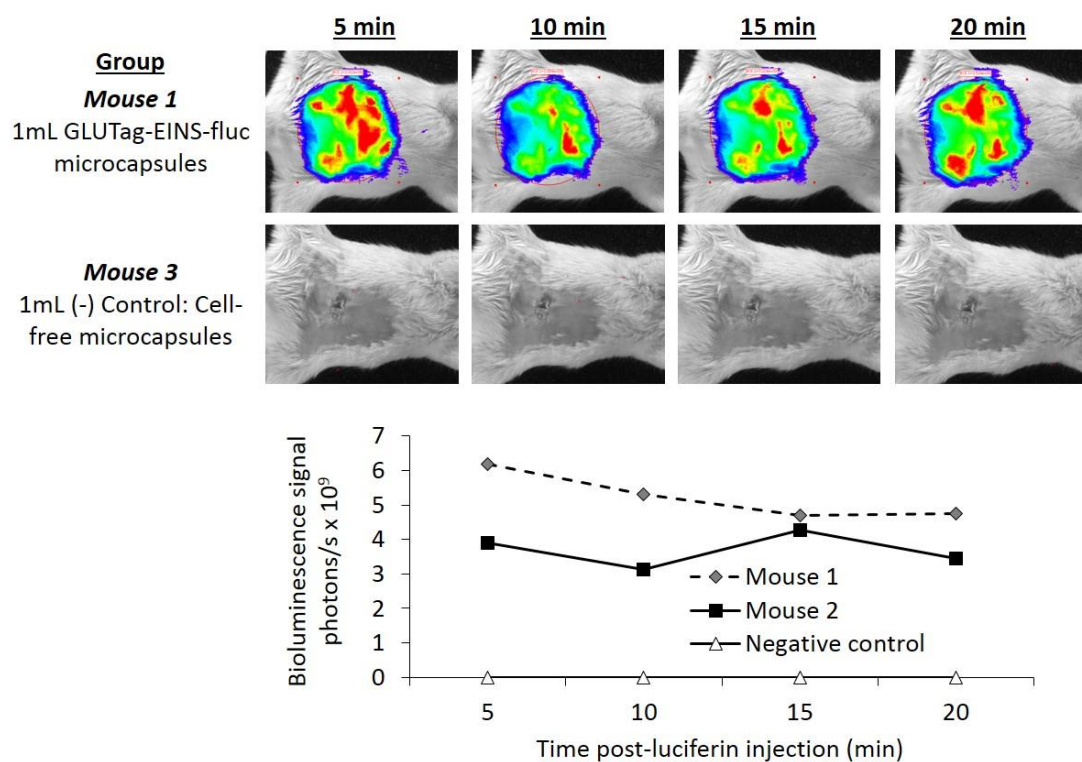 5 min 10 min 15 min 20 min
Group
Mouse 1
1mL GLUTag-EINS-fluc
microcapsules
Mouse 3
1mL (-) Control: Cell-
free microcapsules
Bioluminescence signal
photons/s x 10⁹
7
6
5
4
3
2
1
0
Mouse 1
Mouse 2
Negative control
5 10 15 20
Time post-luciferin injection (min)